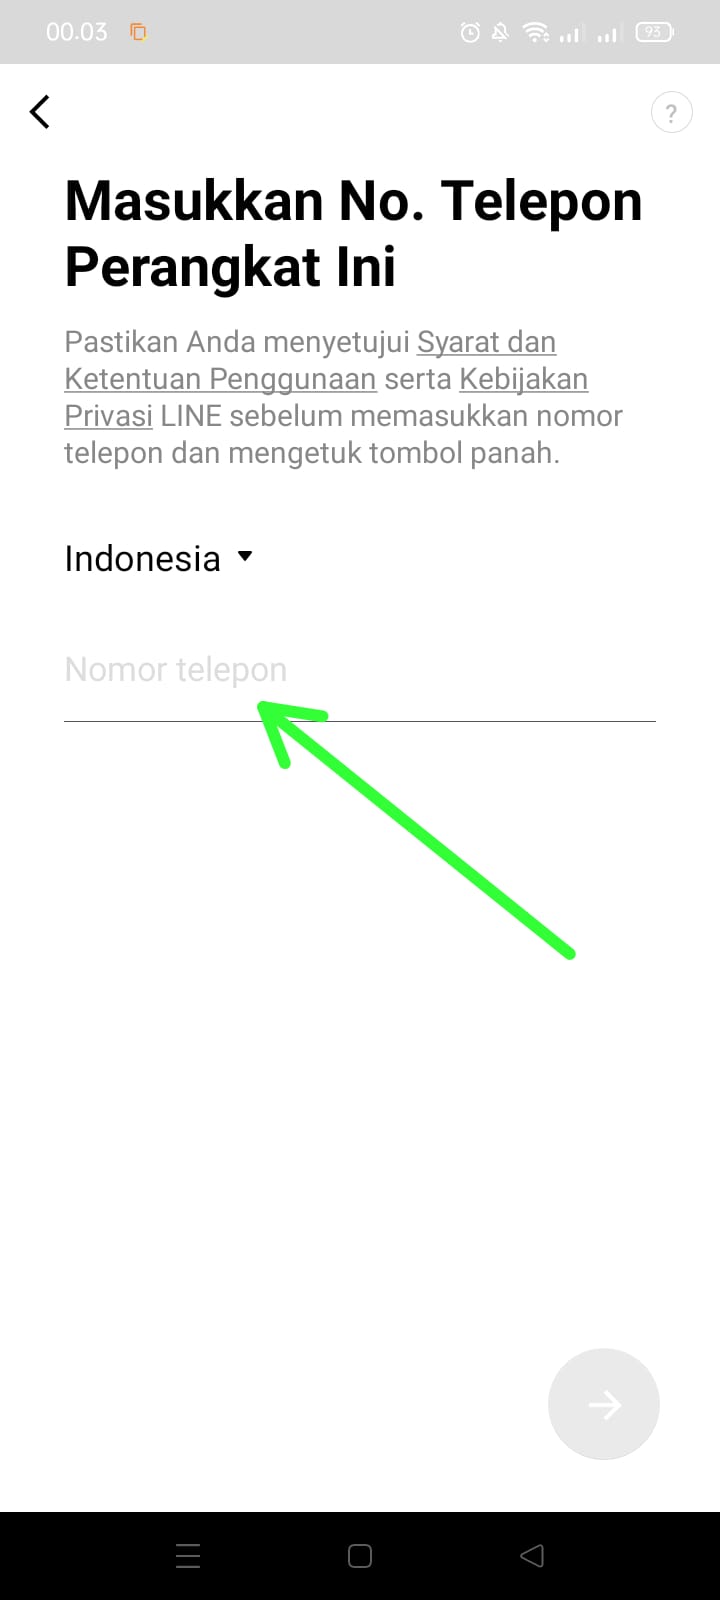 00.03
93
?
Masukkan No. Telepon
Perangkat Ini
Pastikan Anda menyetujui Syarat dan
Ketentuan Penggunaan serta Kebijakan
Privasi LINE sebelum memasukkan nomor
telepon dan mengetuk tombol panah.
Indonesia
Nomor telepon